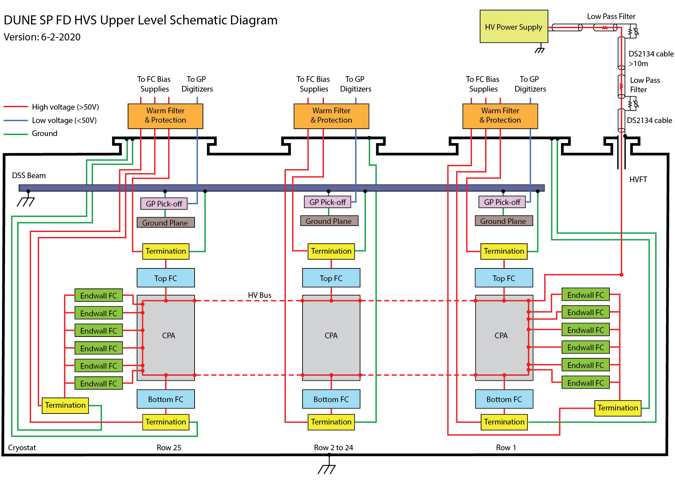 DUNE SP FD HVS Upper Level Schematic Diagram
Version: 6-2-2020
HV Power Supply
Low Pass Filter
DS2134 cable
>10m
Low Pass
Filter
DS2134 cable
HVFT
High voltage (>50V)
Low voltage (<50V)
Ground
To FC Bias
Supplies
To GP
Digitizers
To FC Bias
Supplies
To GP
Digitizers
To FC Bias
Supplies
To GP
Digitizers
Warm Filter
& Protection
Warm Filter
& Protection
Warm Filter
& Protection
DSS Beam
GP Pick-off
GP Pick-off
GP Pick-off
Ground Plane
Ground Plane
Ground Plane
Termination
Termination
Termination
Top FC
Top FC
Top FC
HV Bus
Endwall FC
Endwall FC
Endwall FC
Endwall FC
Endwall FC
Endwall FC
CPA
CPA
CPA
Endwall FC
Endwall FC
Endwall FC
Endwall FC
Endwall FC
Endwall FC
Bottom FC
Bottom FC
Bottom FC
Termination
Termination
Termination
Termination
Termination
Cryostat
Row 25
Row 2 to 24
Row 1